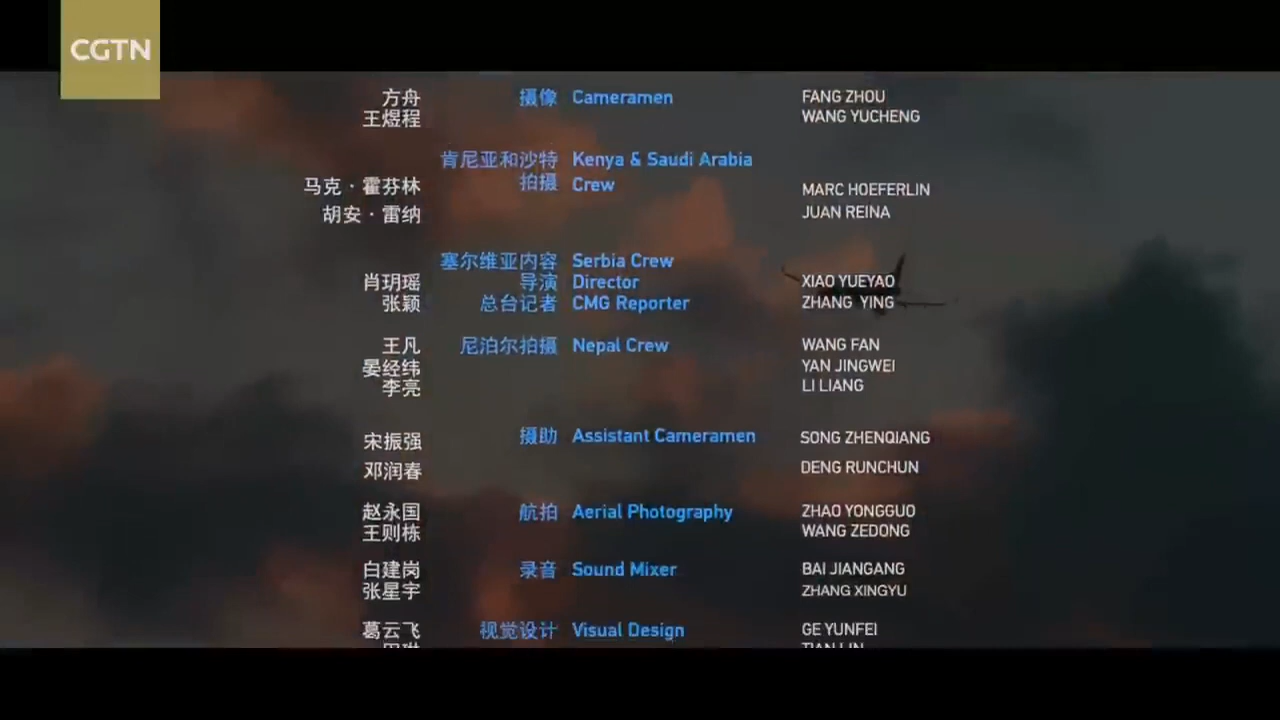 CGTN
方舟 摄像 Cameramen FANG ZHOU
王煜程 WANG YUCHENG
肯尼亚和沙特 Kenya & Saudi Arabia
马克·霍芬林 拍摄 Crew MARC HOEFERLIN
胡安·雷纳 JUAN REINA
塞尔维亚内容 Serbia Crew
肖玥瑶 导演 Director XIAO YUEYAO
张颖 总台记者 CMG Reporter ZHANG YING
王凡 尼泊尔拍摄 Nepal Crew WANG FAN
晏经纬 YAN JINGWEI
李亮 LI LIANG
宋振强 摄助 Assistant Cameramen SONG ZHENQIANG
邓润春 DENG RUNCHUN
赵永国 航拍 Aerial Photography ZHAO YONGGUO
王则栋 WANG ZEDONG
白建岗 录音 Sound Mixer BAI JIANGANG
张星宇 ZHANG XINGYU
葛云飞 视觉设计 Visual Design GE YUNFEI